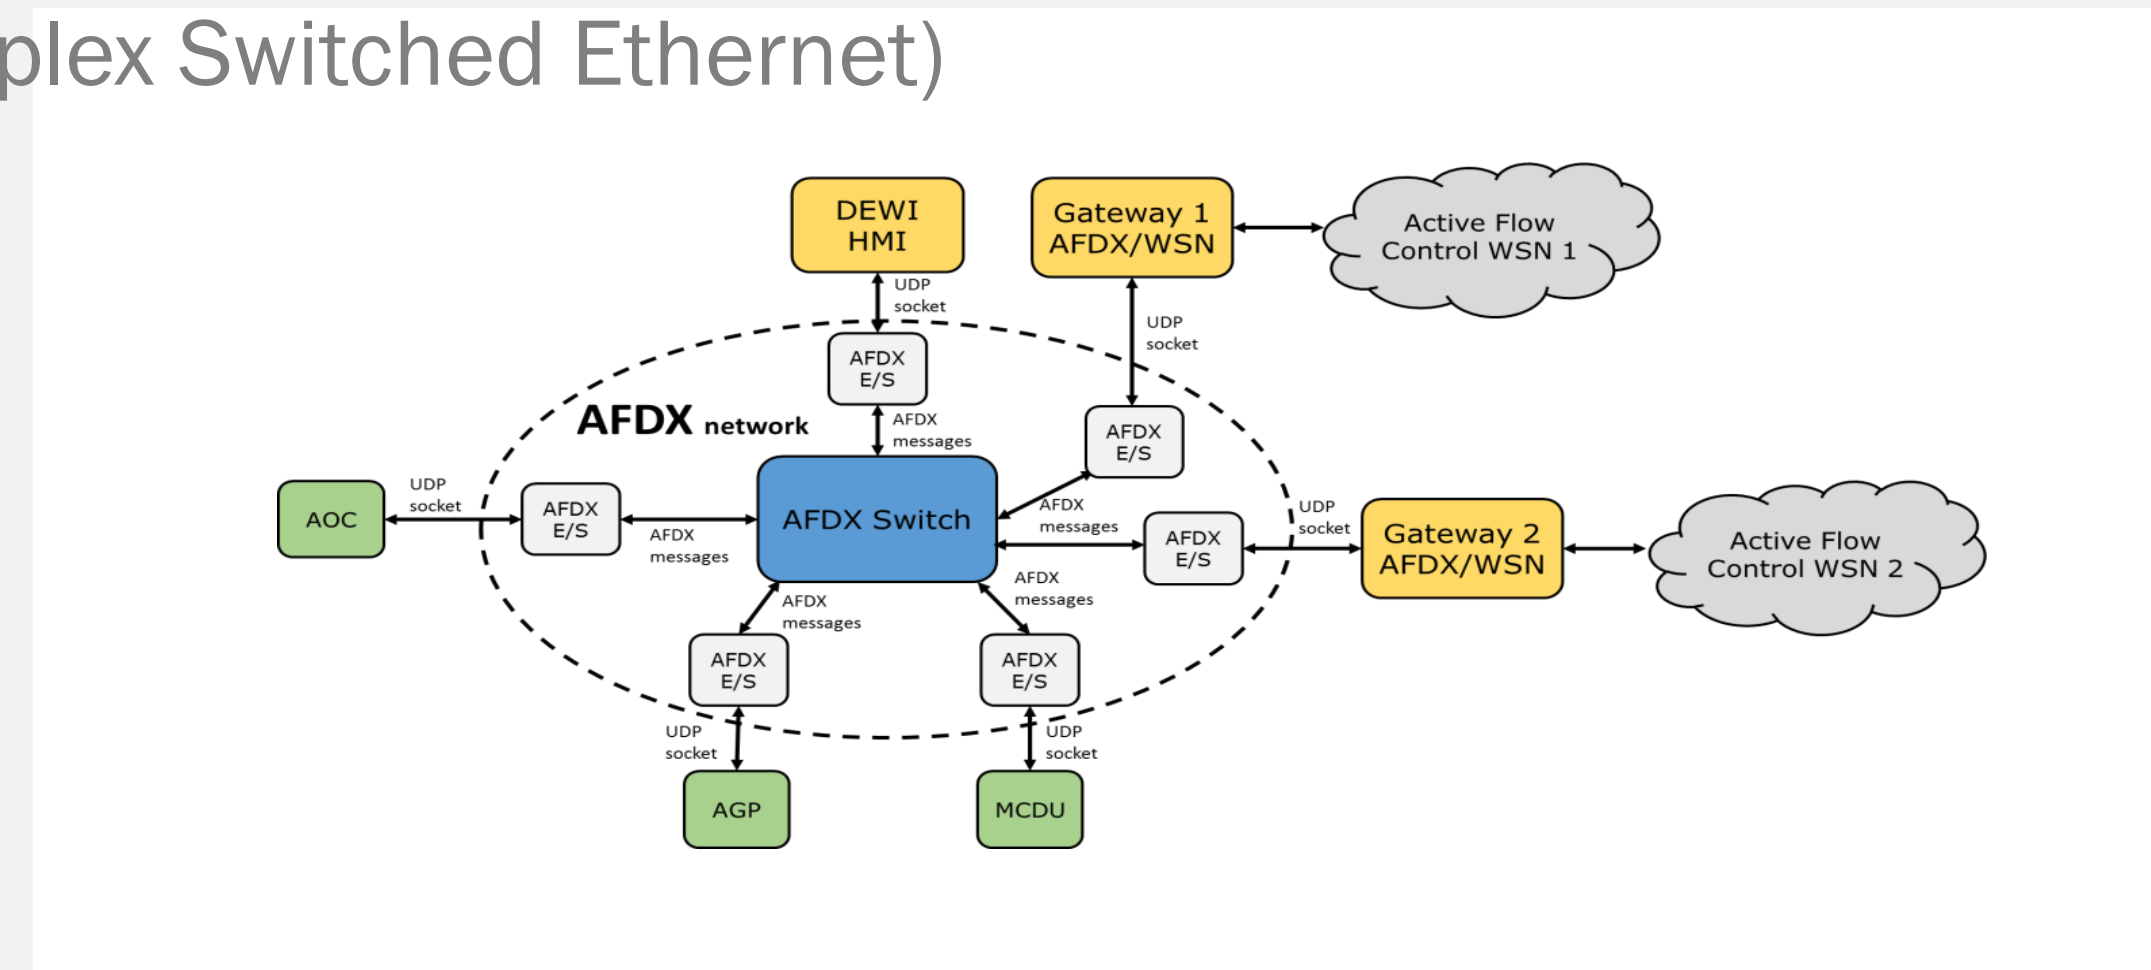 plex Switched Ethernet)
DEWI
HMI
Gateway 1
AFDX/WSN
Active Flow
Control WSN 1
UDP
socket
UDP
socket
AFDX
E/S
AFDX network
AFDX
messages
AFDX
E/S
AOC
UDP
socket
AFDX
E/S
AFDX
messages
AFDX Switch
AFDX
messages
AFDX
E/S
UDP
socket
Gateway 2
AFDX/WSN
Active Flow
Control WSN 2
AFDX
messages
AFDX
messages
AFDX
E/S
AFDX
E/S
UDP
socket
UDP
socket
AGP
MCDU